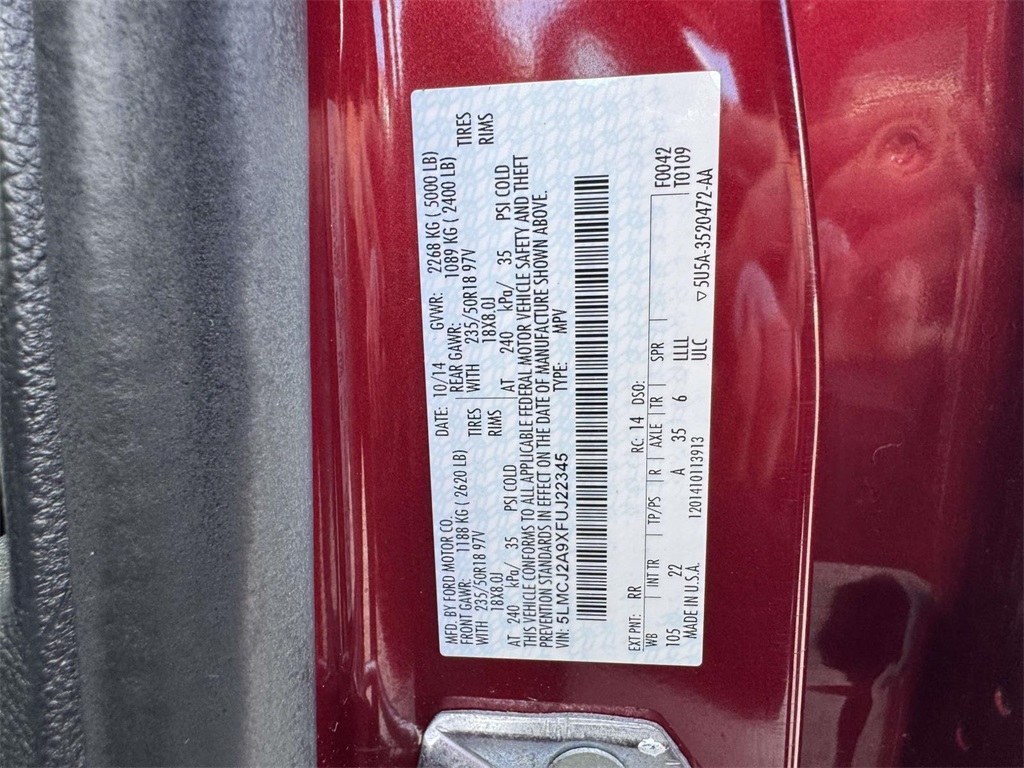 MFD. BY FORD MOTOR CO.
DATE: 10/14 GVWR: 2268 KG ( 5000 LB)
FRONT GAWR: 1188 KG ( 2620 LB) REAR GAWR: 1089 KG ( 2400 LB)
WITH 235/50R18 97V TIRES WITH 235/50R18 97V TIRES
18X8.0J RIMS 18X8.0J RIMS
AT 240 kPa/ 35 PSI COLD AT 240 kPa/ 35 PSI COLD
THIS VEHICLE CONFORMS TO ALL APPLICABLE FEDERAL MOTOR VEHICLE SAFETY AND THEFT
PREVENTION STANDARDS IN EFFECT ON THE DATE OF MANUFACTURE SHOWN ABOVE.
VIN: 5LMCJ2A9XFUJ22345 TYPE: MPV
EXT PNT: RR RC: 14 DSO: F0042
WB INT TR TP/PS R AXLE TR SPR T0109
105 22 A 35 6 LLLL
ULC
MADE IN U.S.A. 1201410113913 ▽5U5A-3520472-AA